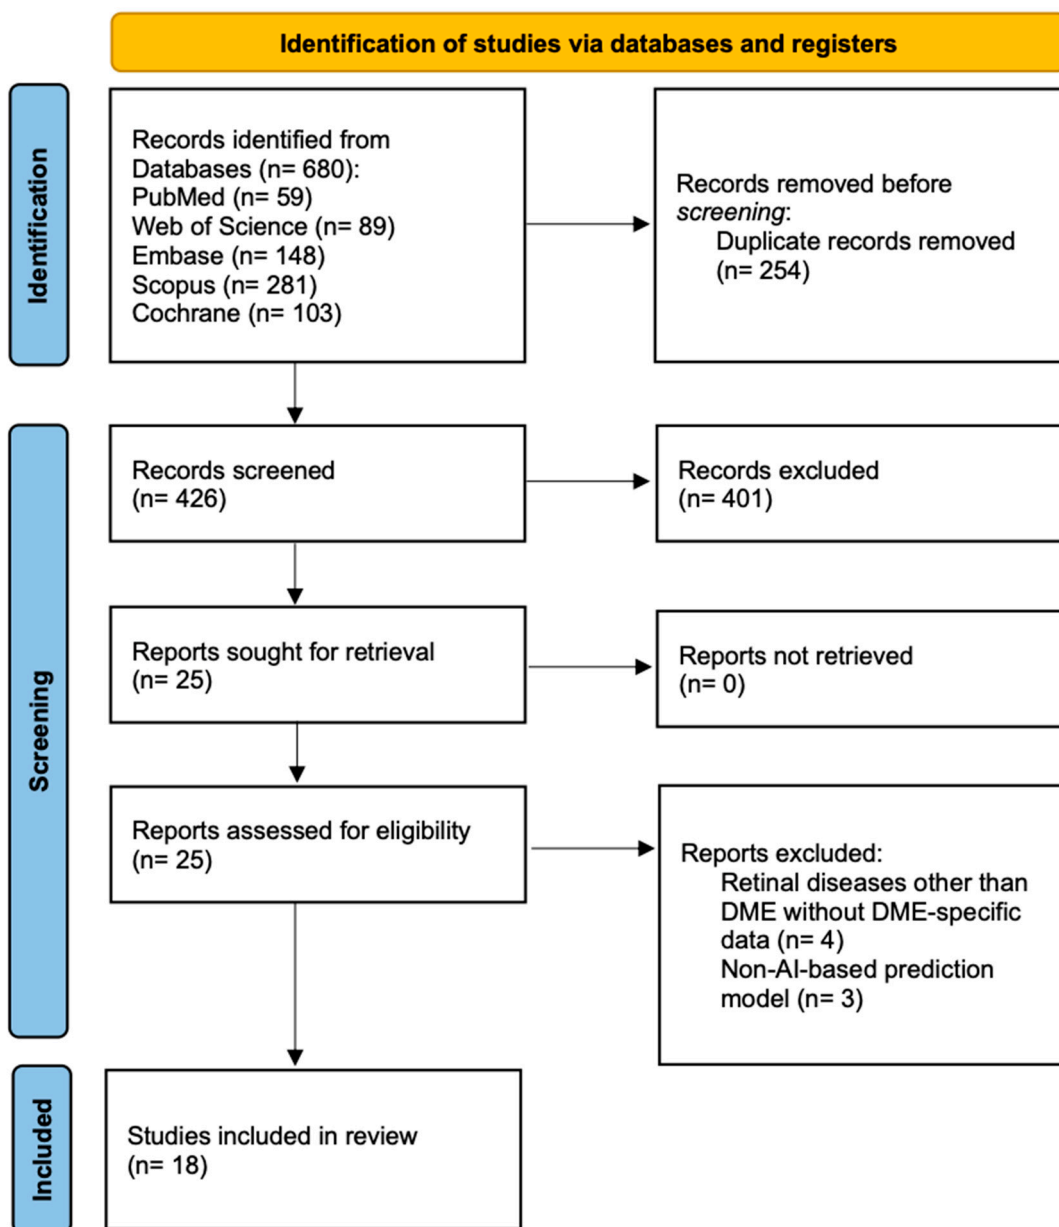 Identification of studies via databases and registers
Identification
Records identified from
Databases (n= 680):
PubMed (n= 59)
Web of Science (n= 89)
Embase (n= 148)
Scopus (n= 281)
Cochrane (n= 103)
Records removed before
screening:
Duplicate records removed
(n= 254)
Screening
Records screened
(n= 426)
Records excluded
(n= 401)
Reports sought for retrieval
(n= 25)
Reports not retrieved
(n= 0)
Reports assessed for eligibility
(n= 25)
Reports excluded:
Retinal diseases other than
DME without DME-specific
data (n= 4)
Non-AI-based prediction
model (n= 3)
Included
Studies included in review
(n= 18)